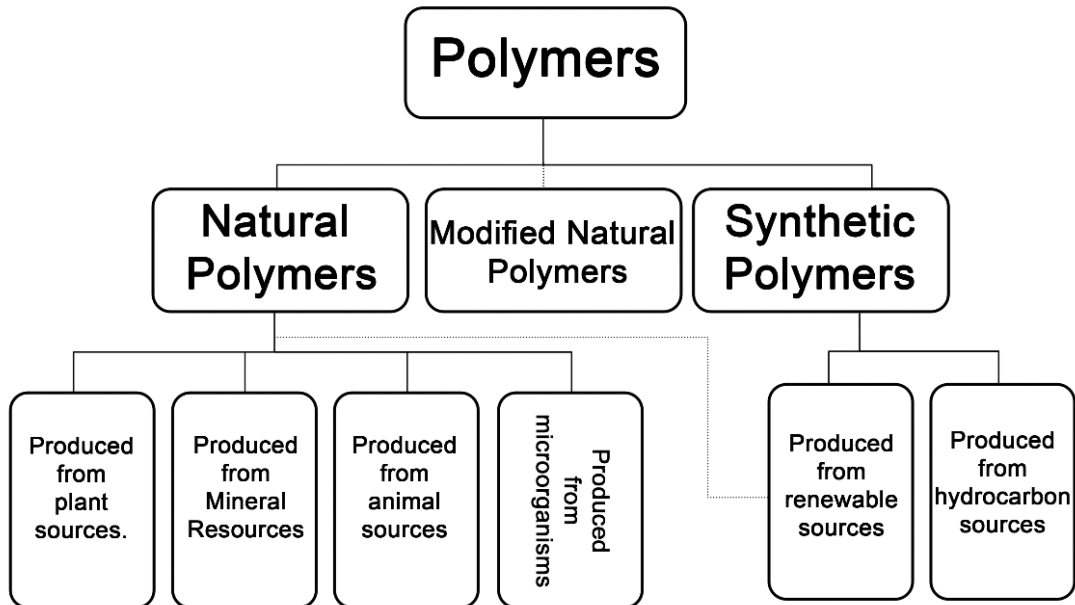 Polymers
Natural
Polymers
Modified Natural
Polymers
Synthetic
Polymers
Produced
from
plant
sources.
Produced
from
Mineral
Resources
Produced
from
animal
sources
Produced
from
microorganisms
Produced
from
renewable
sources
Produced
from
hydrocarbon
sources